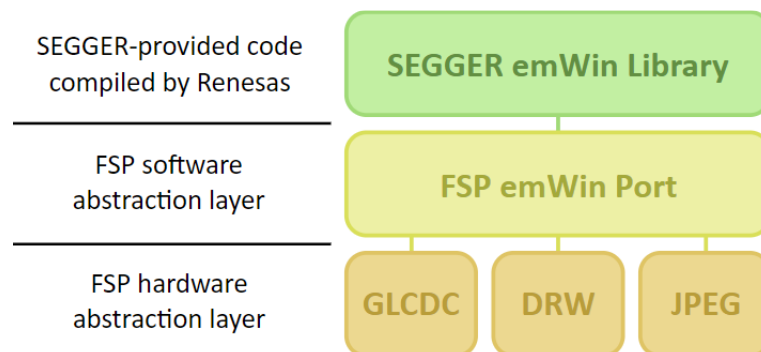 SEGGER-provided code
compiled by Renesas
SEGGER emWin Library
FSP software
abstraction layer
FSP emWin Port
FSP hardware
abstraction layer
GLCDC
DRW
JPEG